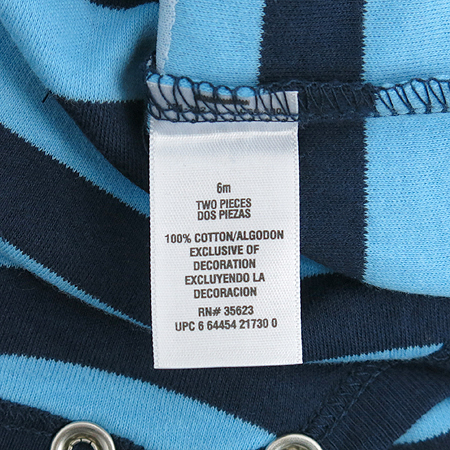 6m
TWO PIECES
DOS PIEZAS
100% COTTON/ALGODON
EXCLUSIVE OF
DECORATION
EXCLUYENDO LA
DECORACION
RN# 35623
UPC 6 64454 21730 0